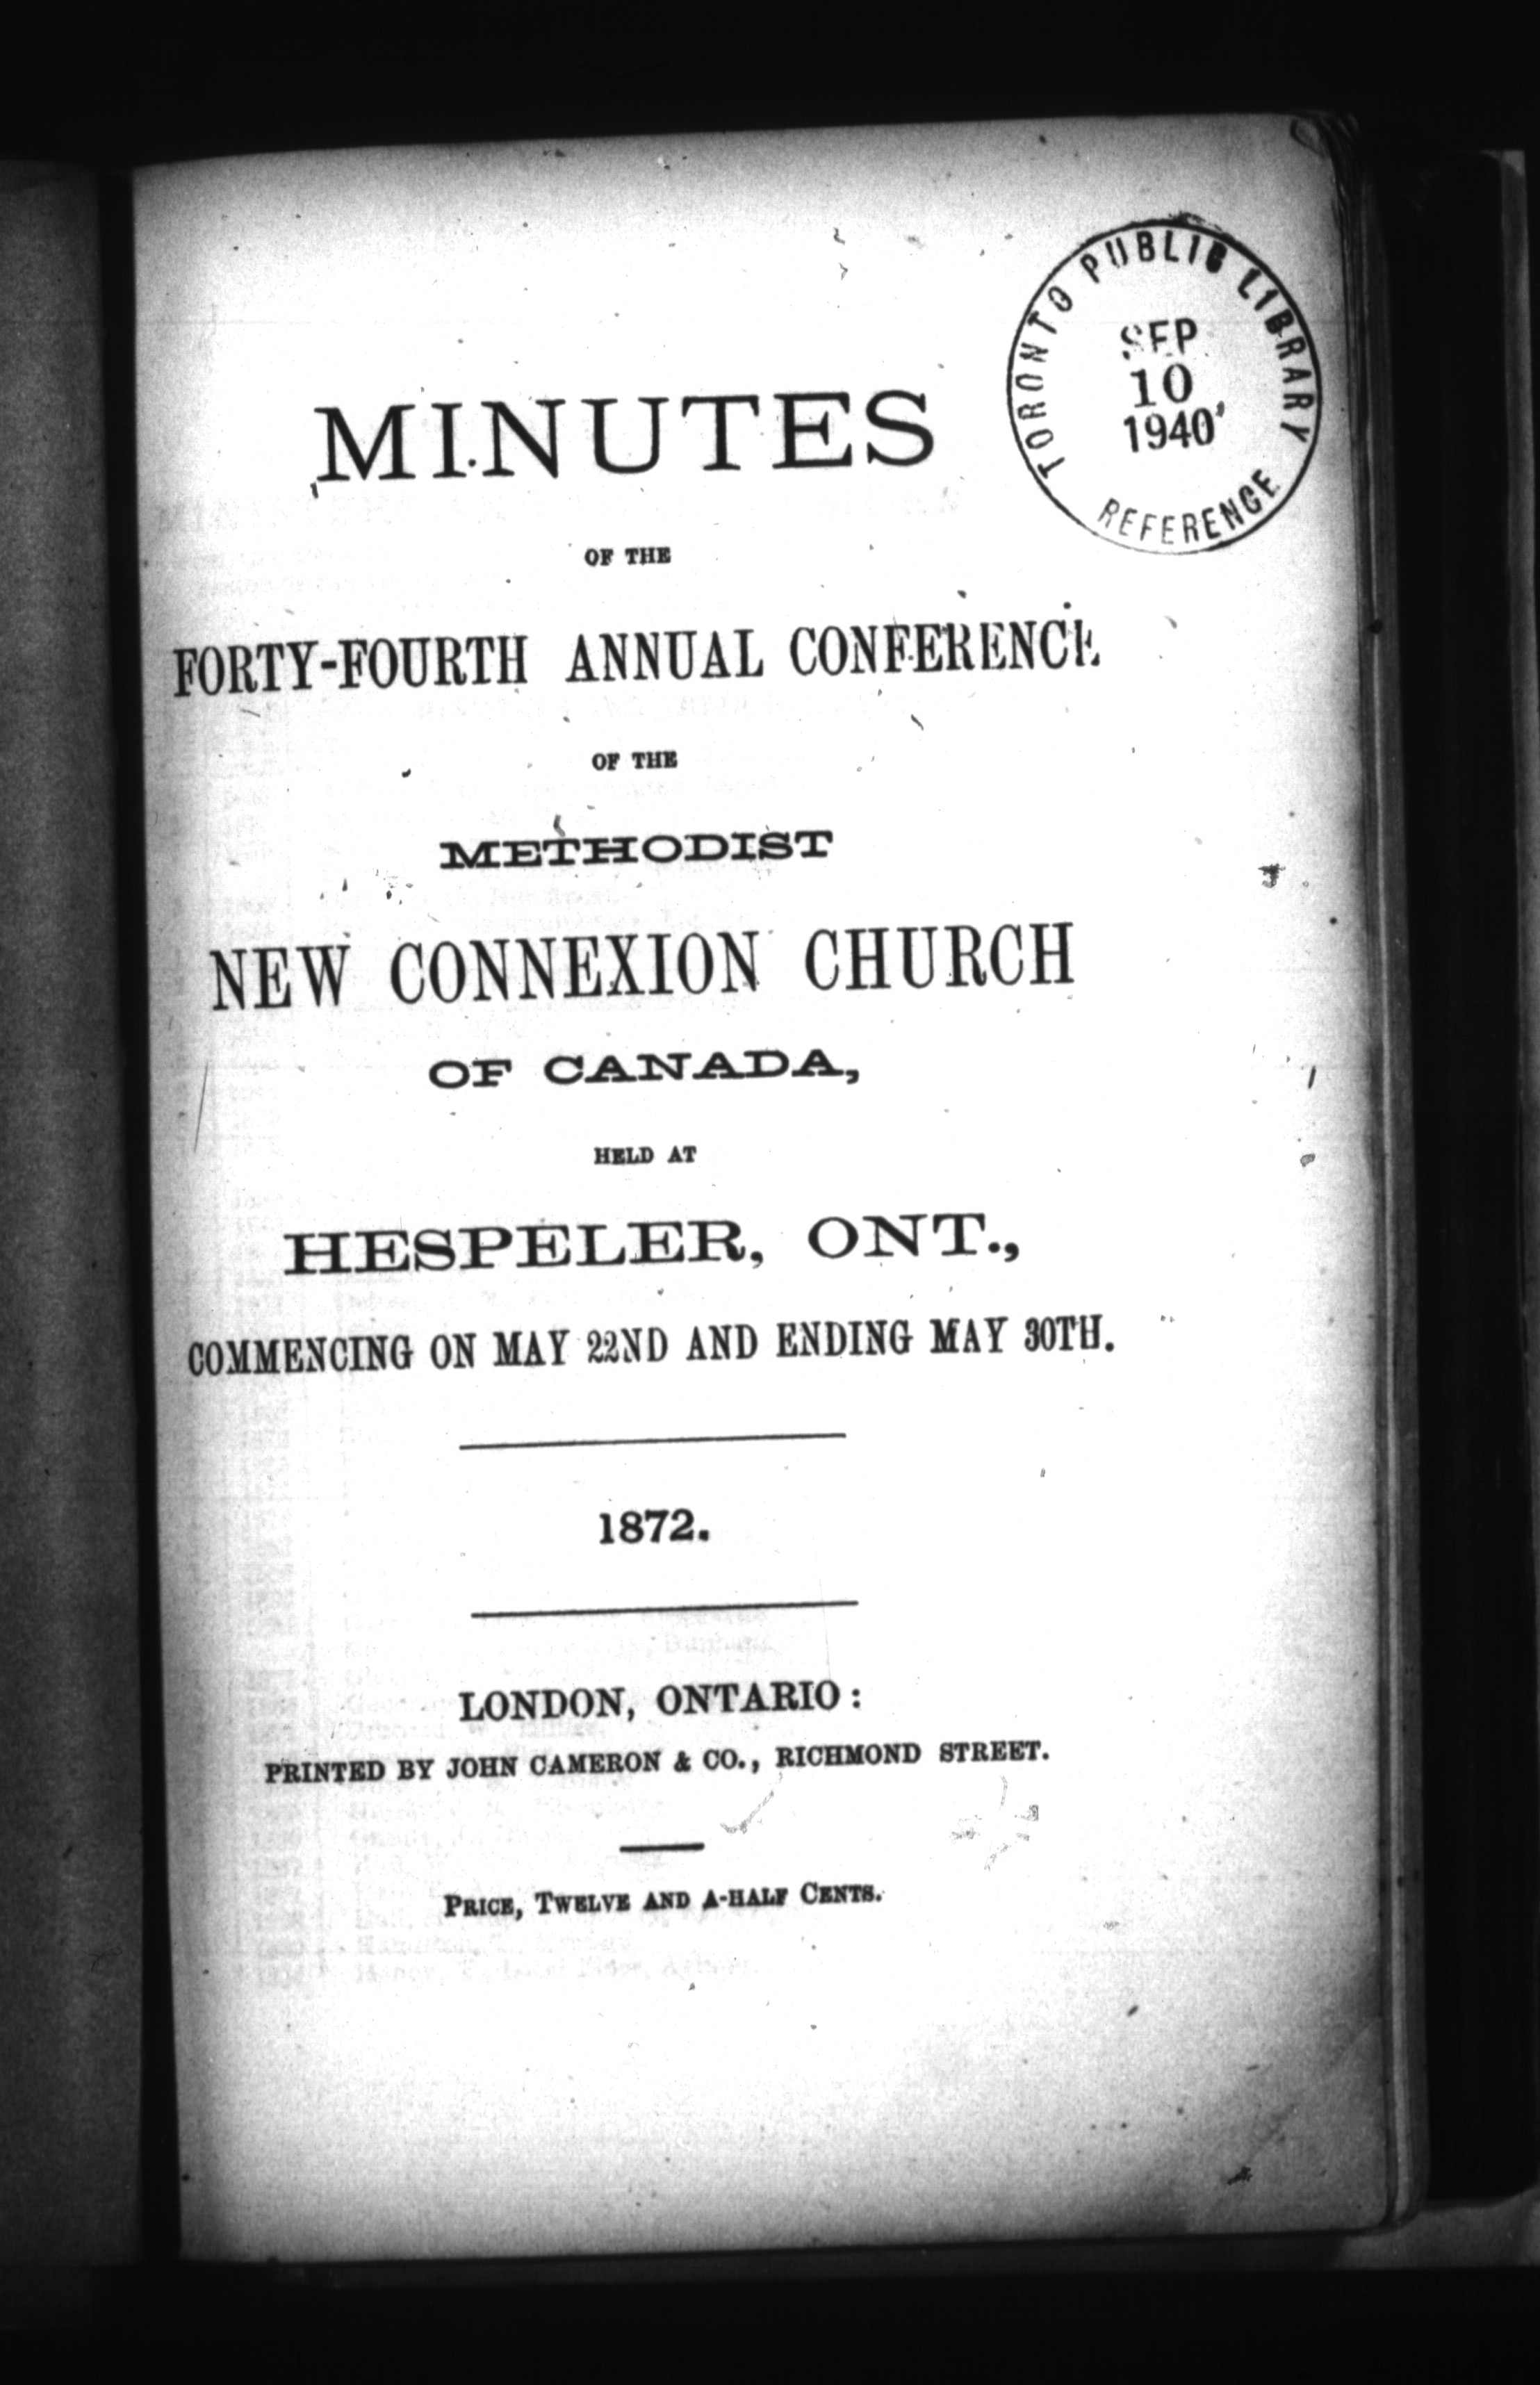 TORONTO PUBLIC LIBRARY
SEP
10
1940
REFERENCE
MINUTES
OF THE
FORTY-FOURTH ANNUAL CONFERENCE
OF THE
METHODIST
NEW CONNEXION CHURCH
OF CANADA,
HELD AT
HESPELER, ONT.,
COMMENCING ON MAY 22ND AND ENDING MAY 30TH.
1872.
LONDON, ONTARIO:
PRINTED BY JOHN CAMERON & CO., RICHMOND STREET.
PRICE, TWELVE AND A-HALF CENTS.